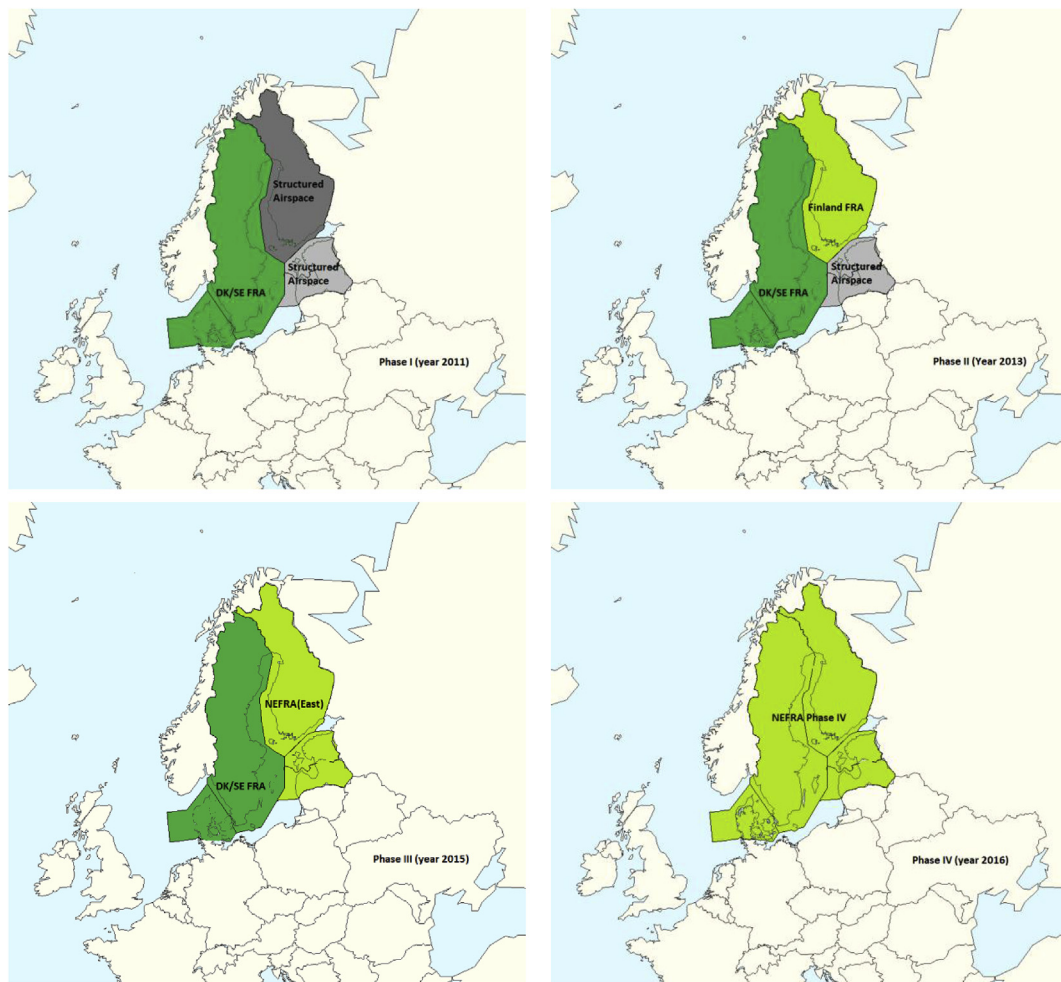 Structured
Airspace
Structured
Airspace
DK/SE FRA
Phase I (year 2011)
Finland FRA
Structured
Airspace
DK/SE FRA
Phase II (Year 2013)
NEFRA(East)
DK/SE FRA
Phase III (year 2015)
NEFRA Phase IV
Phase IV (year 2016)